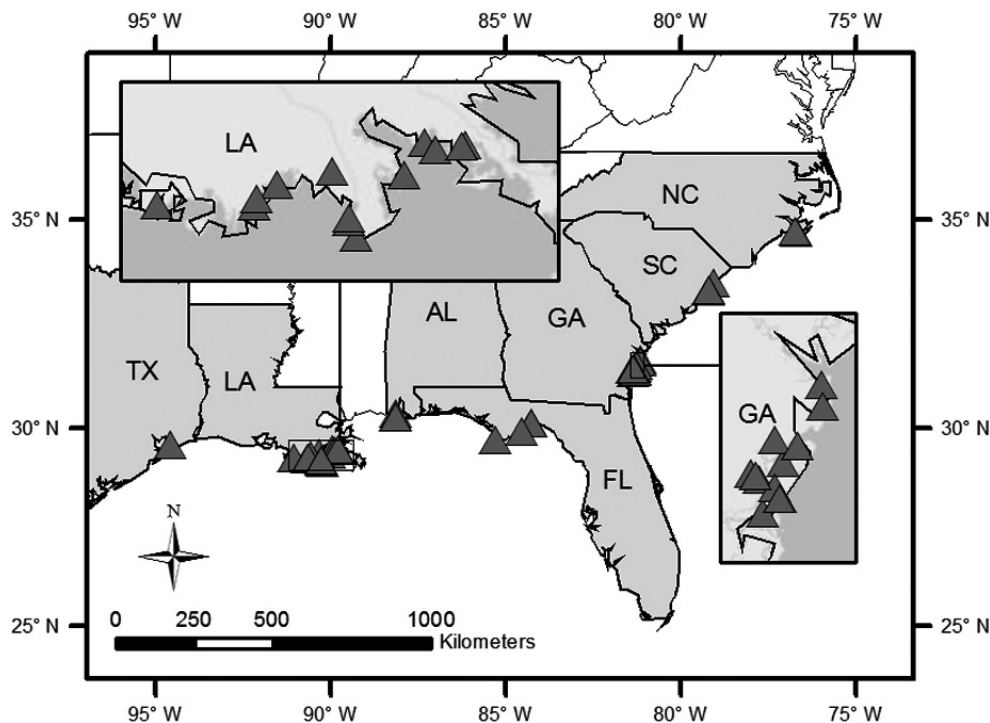 95° W 90° W 85° W 80° W 75° W
LA
NC
35° N 35° N
SC
AL
GA
TX
LA
GA
30° N 30° N
FL
N
0 250 500 1000
Kilometers
25° N 25° N
95° W 90° W 85° W 80° W 75° W